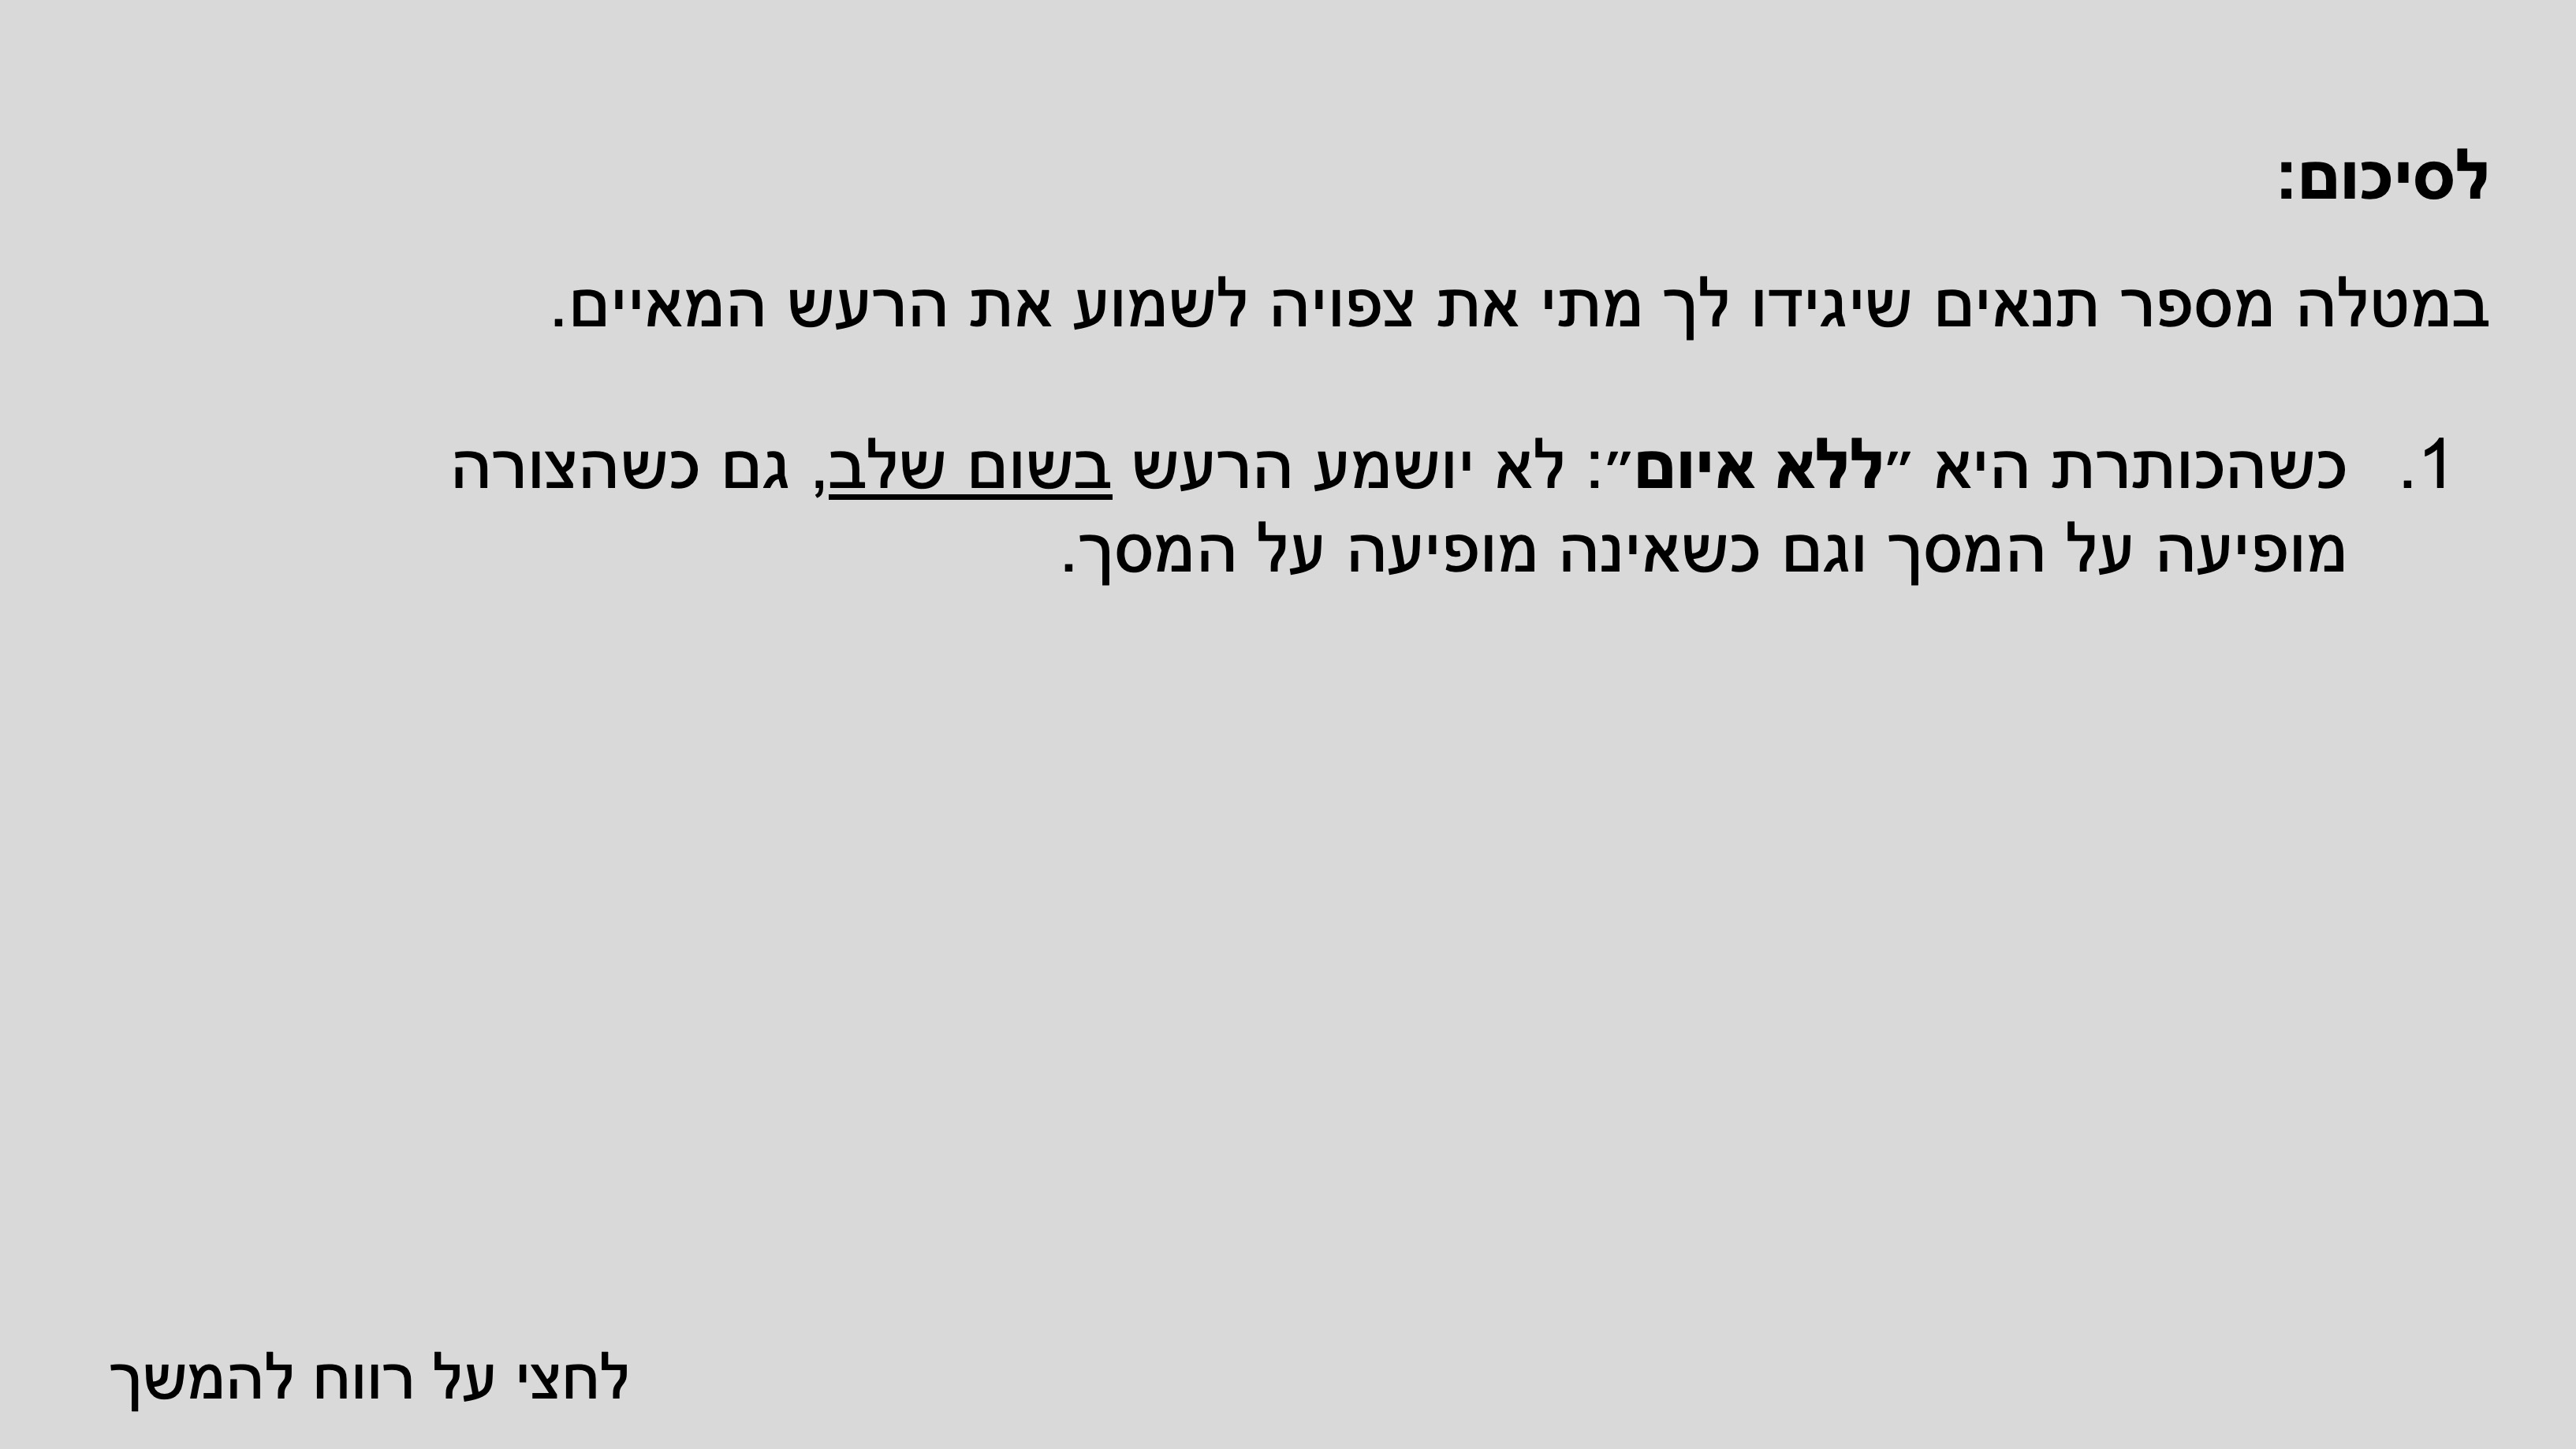 לסיכום:
במטלה מספר תנאים שיגידו לך מתי את צפויה לשמוע את הרעש המאיים.
1. כשהכותרת היא ״ללא איום״: לא יושמע הרעש בשום שלב, גם כשהצורה
מופיעה על המסך וגם כשאינה מופיעה על המסך.
לחצי על רווח להמשך